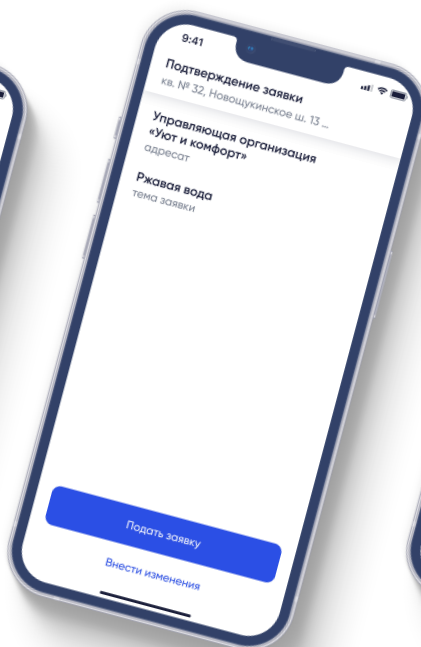 9:41
Подтверждение заявки
кв. № 32, Новощукинское ш. 13 ...
Управляющая организация
«Уют и комфорт»
адресат
Ржавая вода
тема заявки
Подать заявку
Внести изменения